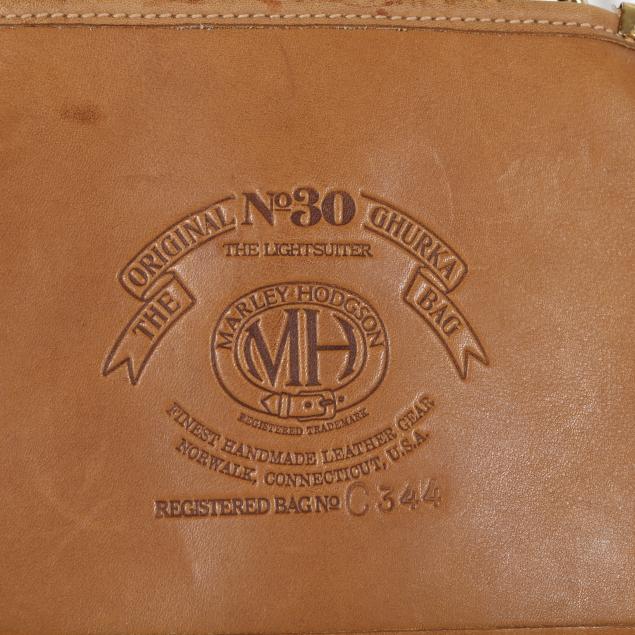 THE ORIGINAL No30 GHURKA BAG
THE LIGHTSUITER
MARLEY HODGSON
MH
REGISTERED TRADEMARK
FINEST HANDMADE LEATHER GEAR
NORWALK, CONNECTICUT, U.S.A.
REGISTERED BAG No C344